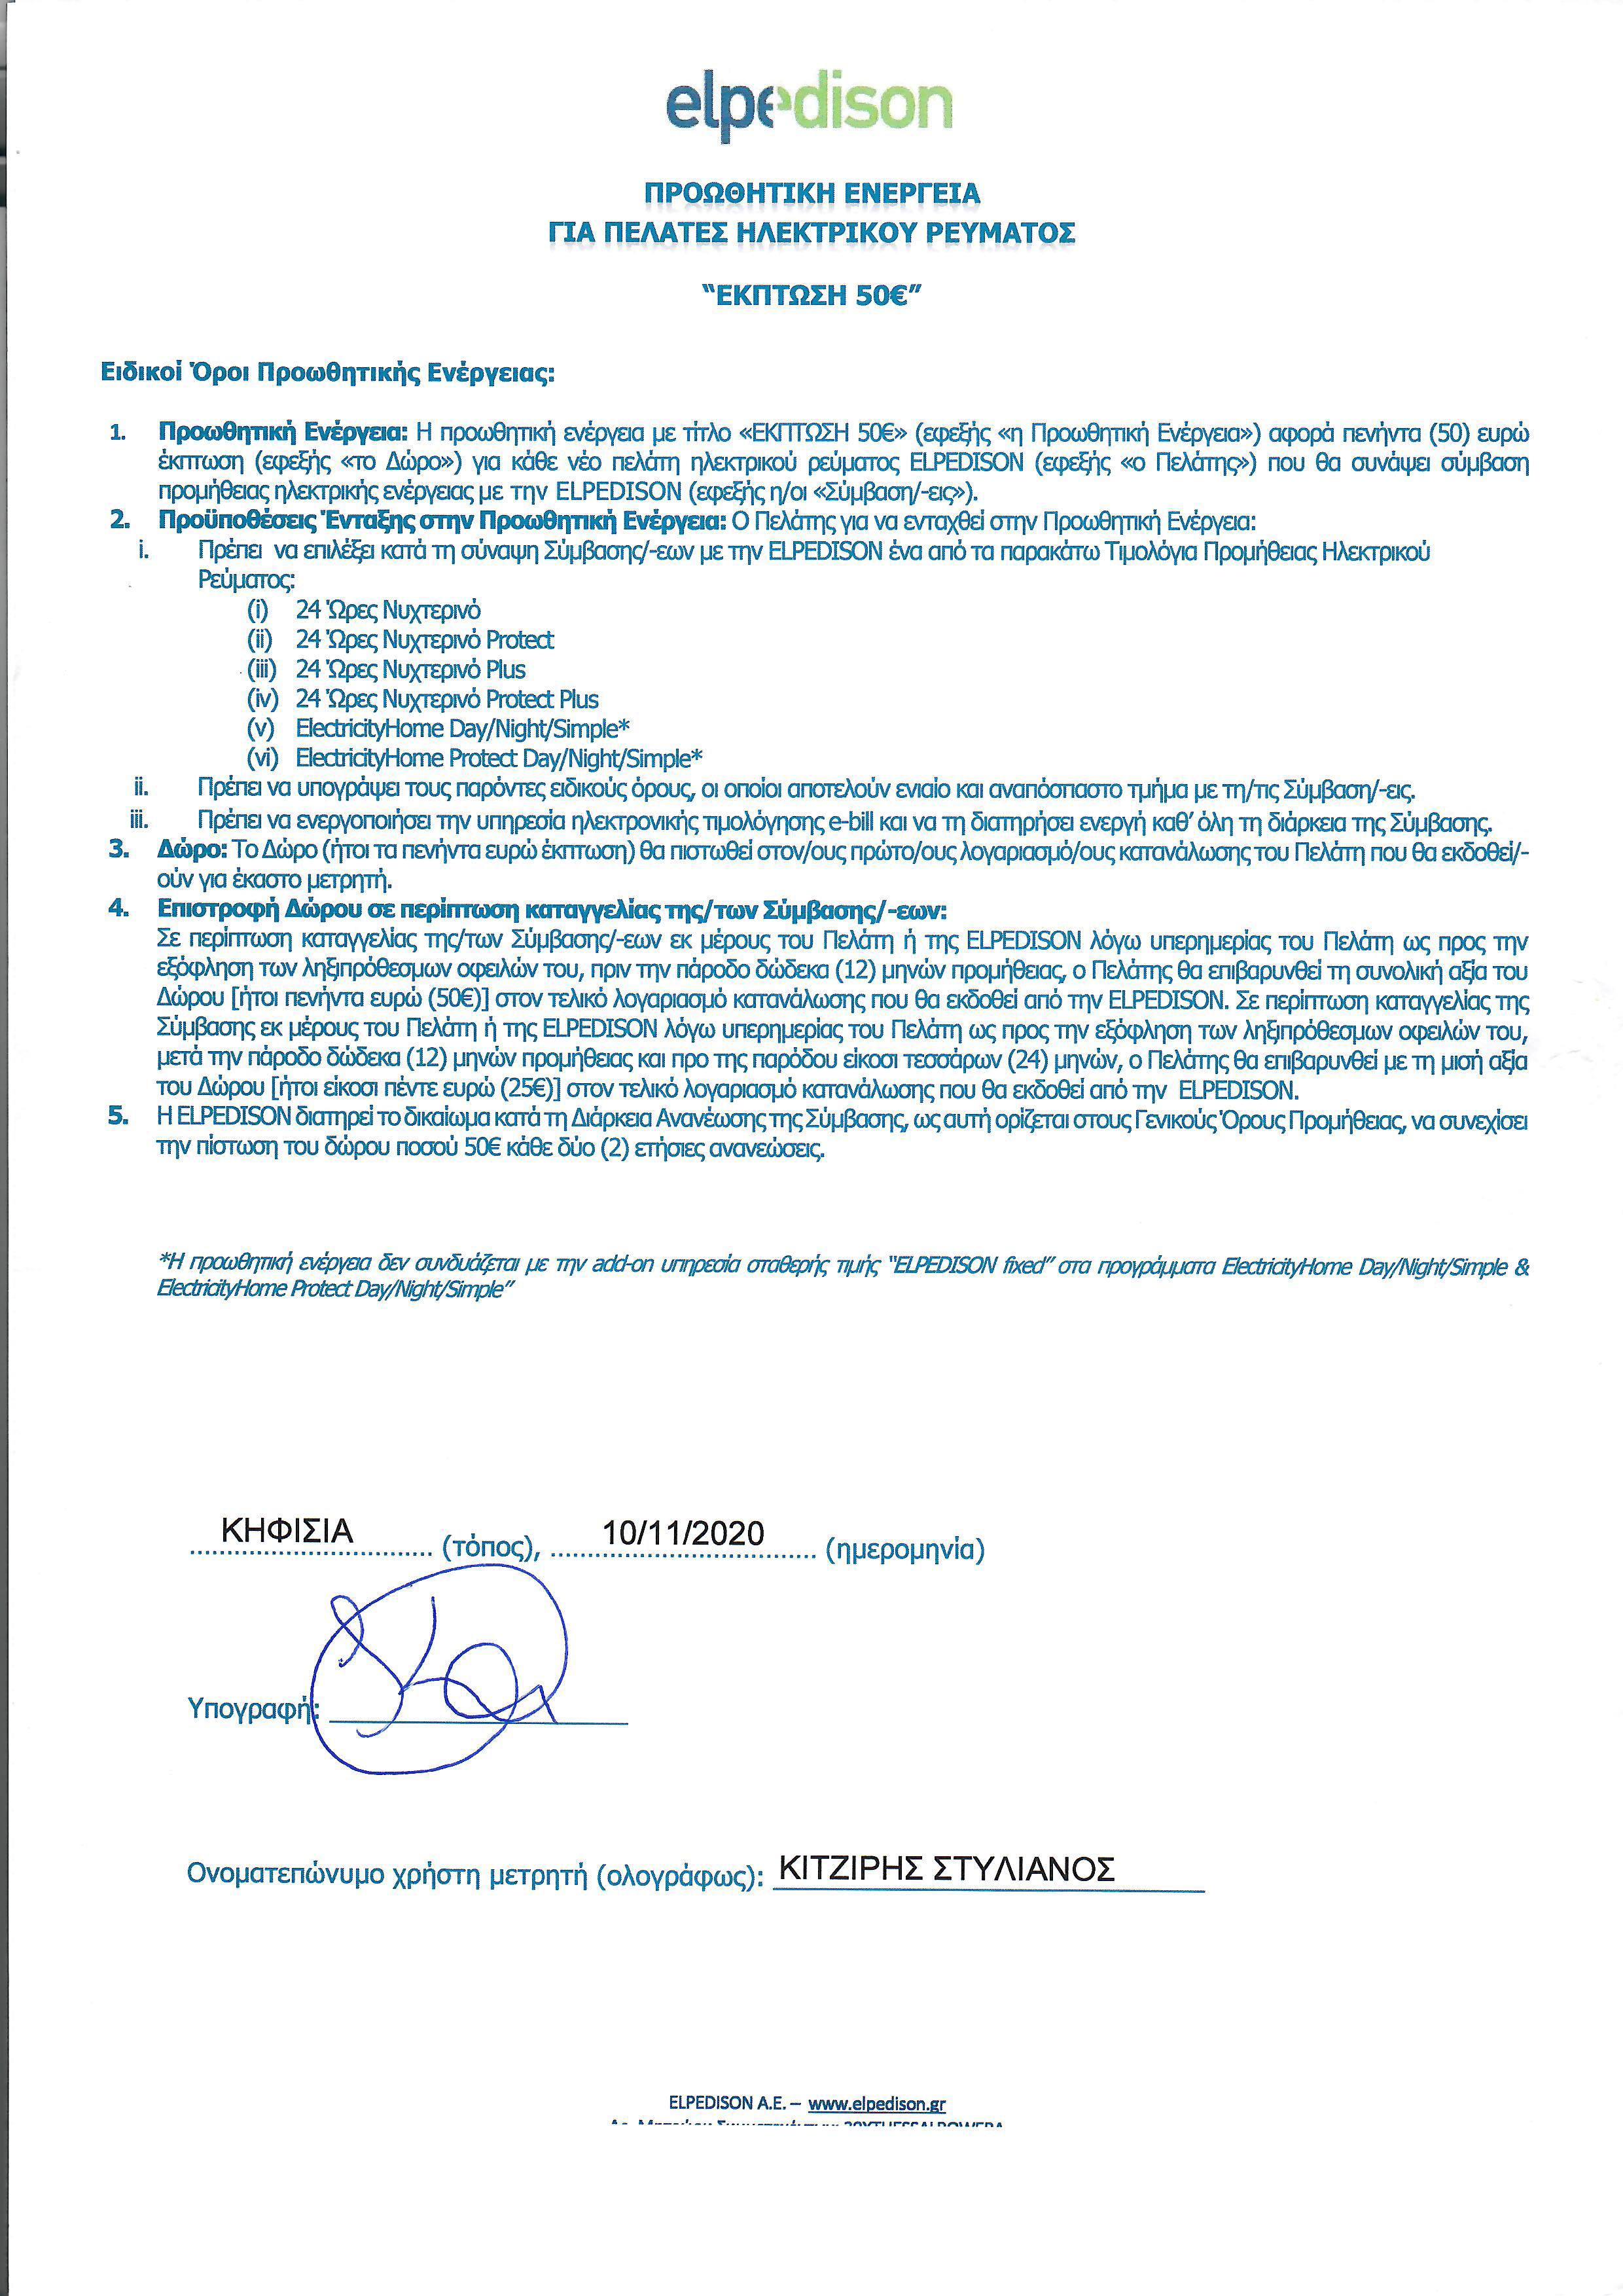 elpedison
ΠΡΟΩΘΗΤΙΚΗ ΕΝΕΡΓΕΙΑ
ΓΙΑ ΠΕΛΑΤΕΣ ΗΛΕΚΤΡΙΚΟΥ ΡΕΥΜΑΤΟΣ
“ΕΚΠΤΩΣΗ 50€”
Ειδικοί Όροι Προωθητικής Ενέργειας:
1. Προωθητική Ενέργεια: Η προωθητική ενέργεια με τίτλο «ΕΚΠΤΩΣΗ 50€» (εφεξής «η Προωθητική Ενέργεια») αφορά πενήντα (50) ευρώ
έκπτωση (εφεξής «το Δώρο») για κάθε νέο πελάτη ηλεκτρικού ρεύματος ELPEDISON (εφεξής «ο Πελάτης») που θα συνάψει σύμβαση
προμήθειας ηλεκτρικής ενέργειας με την ELPEDISON (εφεξής η/οι «Σύμβαση/-εις»).
2. Προϋποθέσεις Ένταξης στην Προωθητική Ενέργεια: Ο Πελάτης για να ενταχθεί στην Προωθητική Ενέργεια:
i. Πρέπει να επιλέξει κατά τη σύναψη Σύμβασης/-εων με την ELPEDISON ένα από τα παρακάτω Τιμολόγια Προμήθειας Ηλεκτρικού
Ρεύματος:
(i) 24 Ώρες Νυχτερινό
(ii) 24 Ώρες Νυχτερινό Protect
(iii) 24 Ώρες Νυχτερινό Plus
(iv) 24 Ώρες Νυχτερινό Protect Plus
(v) ElectricityHome Day/Night/Simple*
(vi) ElectricityHome Protect Day/Night/Simple*
ii. Πρέπει να υπογράψει τους παρόντες ειδικούς όρους, οι οποίοι αποτελούν ενιαίο και αναπόσπαστο τμήμα με τη/τις Σύμβαση/-εις.
iii. Πρέπει να ενεργοποιήσει την υπηρεσία ηλεκτρονικής τιμολόγησης e-bill και να τη διατηρήσει ενεργή καθ’ όλη τη διάρκεια της Σύμβασης.
3. Δώρο: Το Δώρο (ήτοι τα πενήντα ευρώ έκπτωση) θα πιστωθεί στον/ους πρώτο/ους λογαριασμό/ους κατανάλωσης του Πελάτη που θα εκδοθεί/-
ούν για έκαστο μετρητή.
4. Επιστροφή Δώρου σε περίπτωση καταγγελίας της/των Σύμβασης/-εων:
Σε περίπτωση καταγγελίας της/των Σύμβασης/-εων εκ μέρους του Πελάτη ή της ELPEDISON λόγω υπερημερίας του Πελάτη ως προς την
εξόφληση των ληξιπρόθεσμων οφειλών του, πριν την πάροδο δώδεκα (12) μηνών προμήθειας, ο Πελάτης θα επιβαρυνθεί τη συνολική αξία του
Δώρου [ήτοι πενήντα ευρώ (50€)] στον τελικό λογαριασμό κατανάλωσης που θα εκδοθεί από την ELPEDISON. Σε περίπτωση καταγγελίας της
Σύμβασης εκ μέρους του Πελάτη ή της ELPEDISON λόγω υπερημερίας του Πελάτη ως προς την εξόφληση των ληξιπρόθεσμων οφειλών του,
μετά την πάροδο δώδεκα (12) μηνών προμήθειας και προ της παρόδου είκοσι τεσσάρων (24) μηνών, ο Πελάτης θα επιβαρυνθεί με τη μισή αξία
του Δώρου [ήτοι είκοσι πέντε ευρώ (25€)] στον τελικό λογαριασμό κατανάλωσης που θα εκδοθεί από την ELPEDISON.
5. Η ELPEDISON διατηρεί το δικαίωμα κατά τη Διάρκεια Ανανέωσης της Σύμβασης, ως αυτή ορίζεται στους Γενικούς Όρους Προμήθειας, να συνεχίσει
την πίστωση του δώρου ποσού 50€ κάθε δύο (2) ετήσιες ανανεώσεις.
*Η προωθητική ενέργεια δεν συνδυάζεται με την add-on υπηρεσία σταθερής τιμής “ELPEDISON fixed” στα προγράμματα ElectricityHome Day/Night/Simple &
ElectricityHome Protect Day/Night/Simple”
ΚΗΦΙΣΙΑ (τόπος), 10/11/2020 (ημερομηνία)
Υπογραφή:
Ονοματεπώνυμο χρήστη μετρητή (ολογράφως): ΚΙΤΖΙΡΗΣ ΣΤΥΛΙΑΝΟΣ
ELPEDISON Α.Ε. – www.elpedison.gr